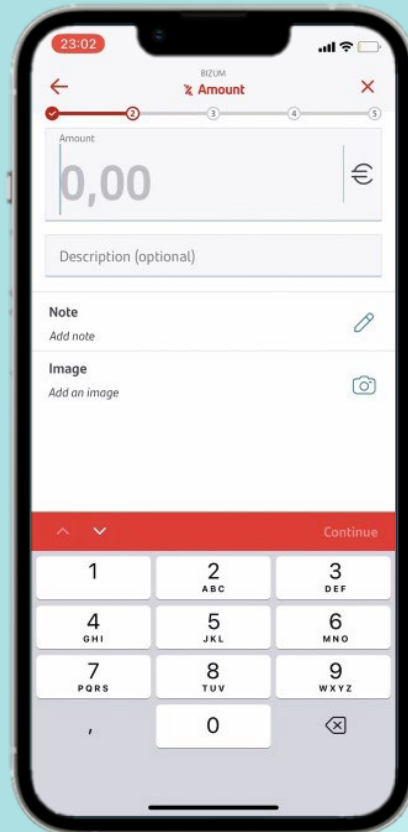 23:02
BIZUM
Amount
2 3 4 5
Amount
0,00 €
Description (optional)
Note
Add note
Image
Add an image
Continue
1 2 3
ABC DEF
4 5 6
GHI JKL MNO
7 8 9
PQRS TUV WXYZ
, 0